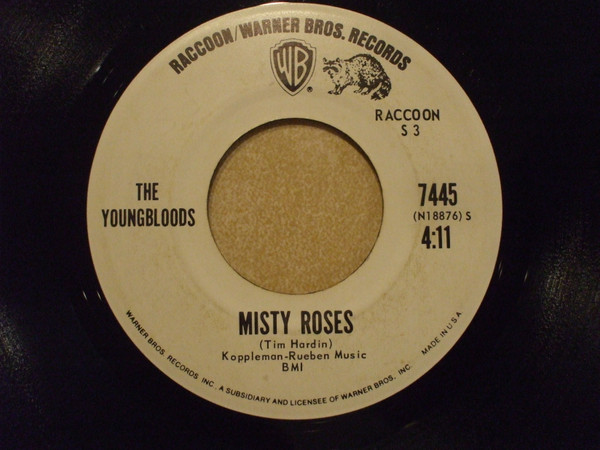 RACCOON/WARNER BROS. RECORDS
WB
®
RACCOON
S 3
THE
YOUNGBLOODS
7445
(N18876) S
4:11
MISTY ROSES
(Tim Hardin)
Koppleman-Rueben Music
BMI
WARNER BROS. RECORDS, INC., A SUBSIDIARY AND LICENSEE OF WARNER BROS., INC. MADE IN U.S.A.